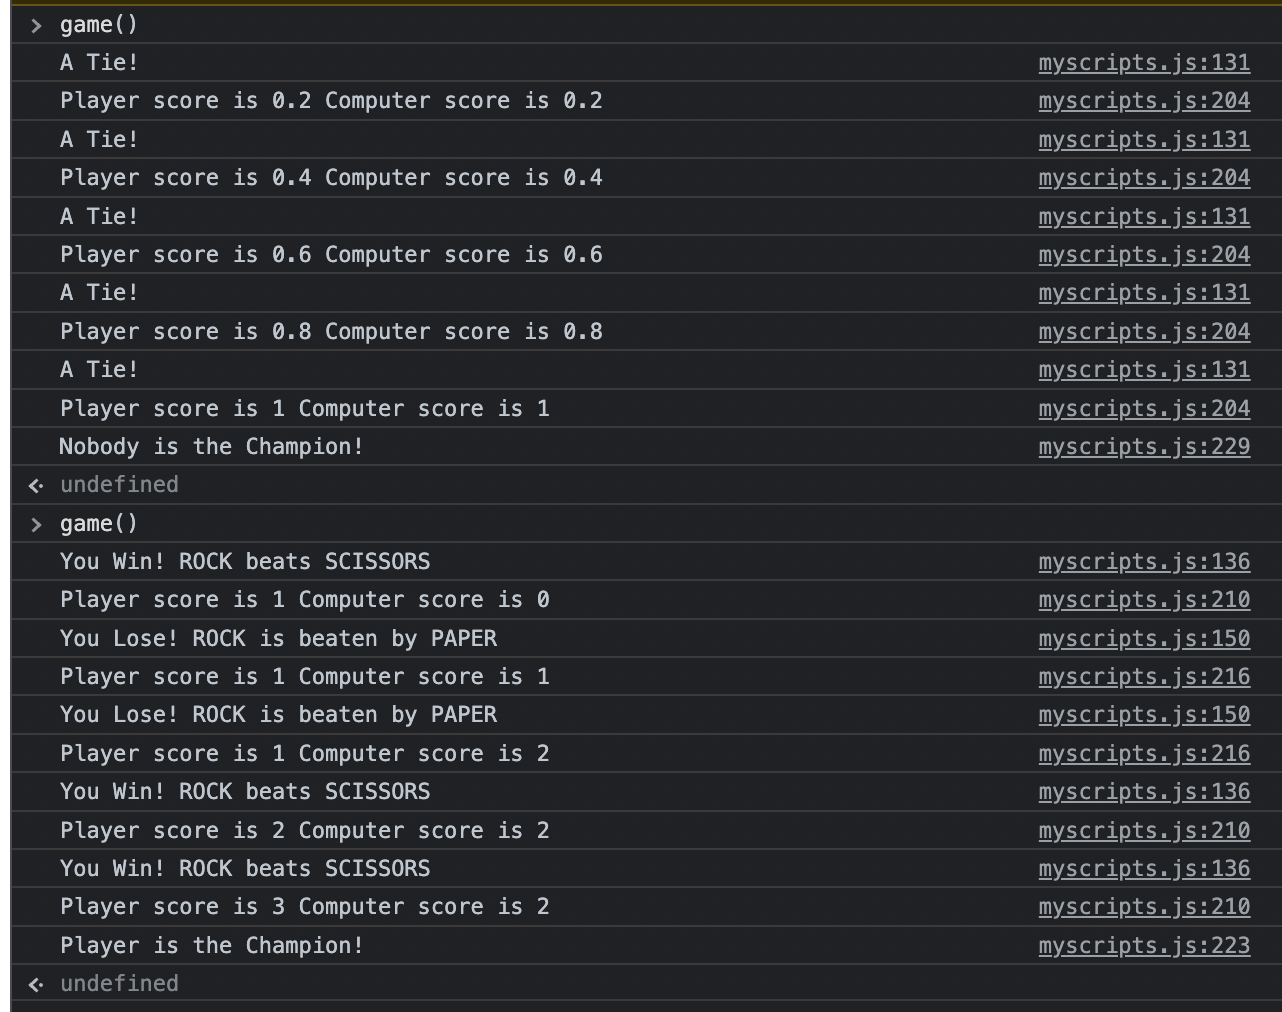 > game()
A Tie! myscripts.js:131
Player score is 0.2 Computer score is 0.2 myscripts.js:204
A Tie! myscripts.js:131
Player score is 0.4 Computer score is 0.4 myscripts.js:204
A Tie! myscripts.js:131
Player score is 0.6 Computer score is 0.6 myscripts.js:204
A Tie! myscripts.js:131
Player score is 0.8 Computer score is 0.8 myscripts.js:204
A Tie! myscripts.js:131
Player score is 1 Computer score is 1 myscripts.js:204
Nobody is the Champion! myscripts.js:229
undefined
> game()
You Win! ROCK beats SCISSORS myscripts.js:136
Player score is 1 Computer score is 0 myscripts.js:210
You Lose! ROCK is beaten by PAPER myscripts.js:150
Player score is 1 Computer score is 1 myscripts.js:216
You Lose! ROCK is beaten by PAPER myscripts.js:150
Player score is 1 Computer score is 2 myscripts.js:216
You Win! ROCK beats SCISSORS myscripts.js:136
Player score is 2 Computer score is 2 myscripts.js:210
You Win! ROCK beats SCISSORS myscripts.js:136
Player score is 3 Computer score is 2 myscripts.js:210
Player is the Champion! myscripts.js:223
undefined